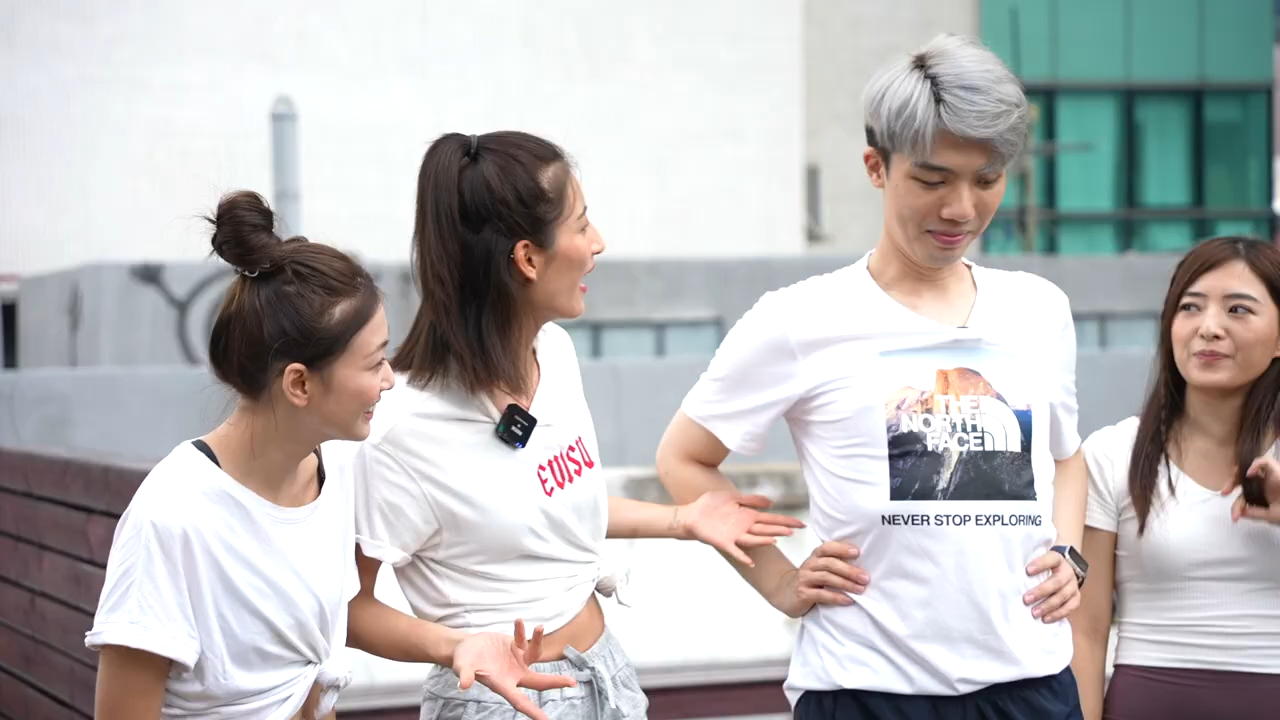 EVISU
THE
NORTH
FACE
NEVER STOP EXPLORING